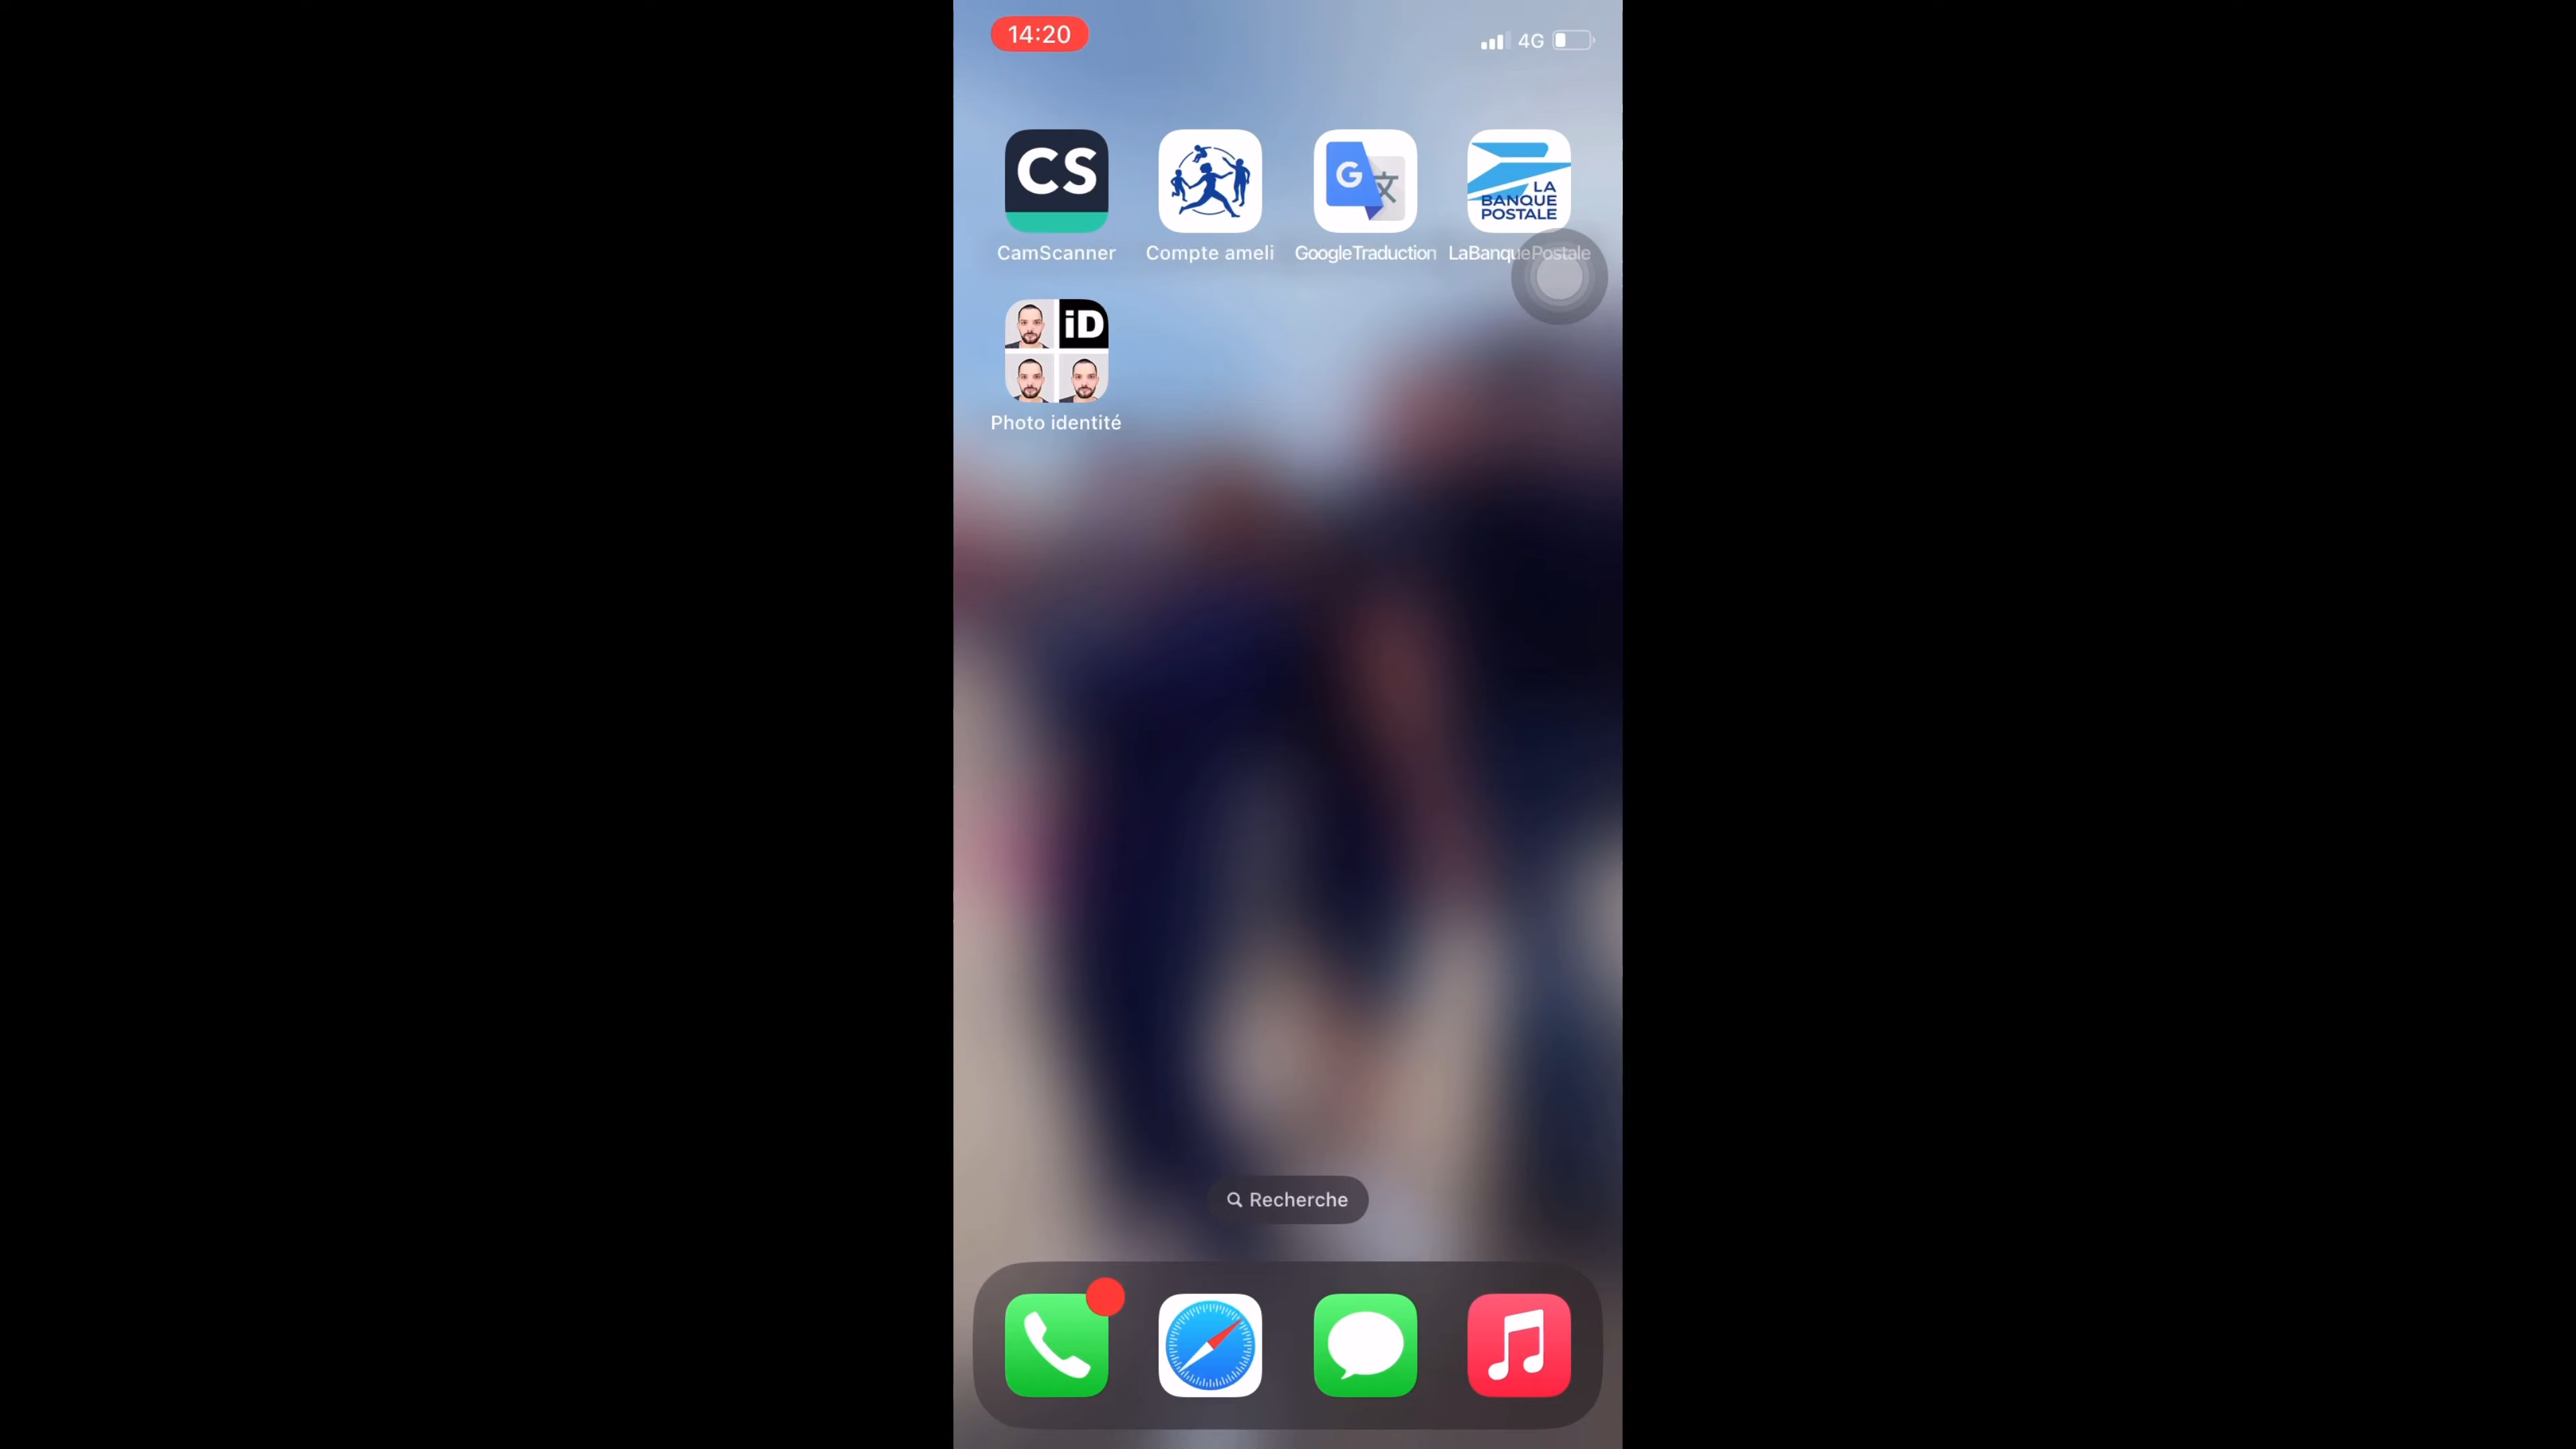 14:20
4G
CS
G 文
LA
BANQUE
POSTALE
CamScanner
Compte ameli
GoogleTraduction
LaBanquePostale
iD
Photo identité
Recherche